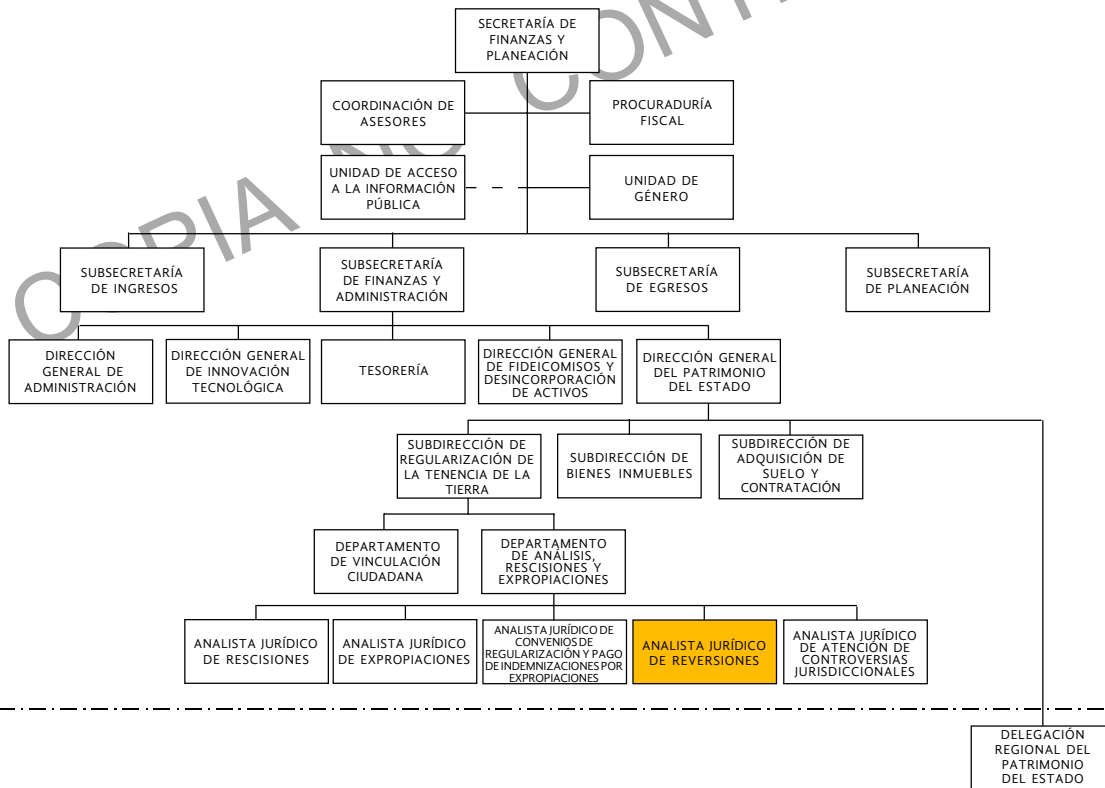 SECRETARÍA DE
FINANZAS Y
PLANEACIÓN
COORDINACIÓN DE
ASESORES
PROCURADURÍA
FISCAL
UNIDAD DE ACCESO
A LA INFORMACIÓN
PÚBLICA
UNIDAD DE
GÉNERO
SUBSECRETARÍA
DE INGRESOS
SUBSECRETARÍA
DE FINANZAS Y
ADMINISTRACIÓN
SUBSECRETARÍA
DE EGRESOS
SUBSECRETARÍA
DE PLANEACIÓN
DIRECCIÓN
GENERAL DE
ADMINISTRACIÓN
DIRECCIÓN GENERAL
DE INNOVACIÓN
TECNOLÓGICA
TESORERÍA
DIRECCIÓN GENERAL
DE FIDEICOMISOS Y
DESINCORPORACIÓN
DE ACTIVOS
DIRECCIÓN GENERAL
DEL PATRIMONIO
DEL ESTADO
SUBDIRECCIÓN DE
REGULARIZACIÓN DE
LA TENENCIA DE LA
TIERRA
SUBDIRECCIÓN DE
BIENES INMUEBLES
SUBDIRECCIÓN DE
ADQUISICIÓN DE
SUELO Y
CONTRATACIÓN
DEPARTAMENTO
DE VINCULACIÓN
CIUDADANA
DEPARTAMENTO
DE ANÁLISIS,
RESCISIONES Y
EXPROPIACIONES
ANALISTA JURÍDICO
DE RESCISIONES
ANALISTA JURÍDICO
DE EXPROPIACIONES
ANALISTA JURÍDICO DE
CONVENIOS DE
REGULARIZACIÓN Y PAGO
DE INDEMNIZACIONES POR
EXPROPIACIONES
ANALISTA JURÍDICO
DE REVERSIONES
ANALISTA JURÍDICO
DE ATENCIÓN DE
CONTROVERSIAS
JURISDICCIONALES
DELEGACIÓN
REGIONAL DEL
PATRIMONIO
DEL ESTADO
COPIA NO